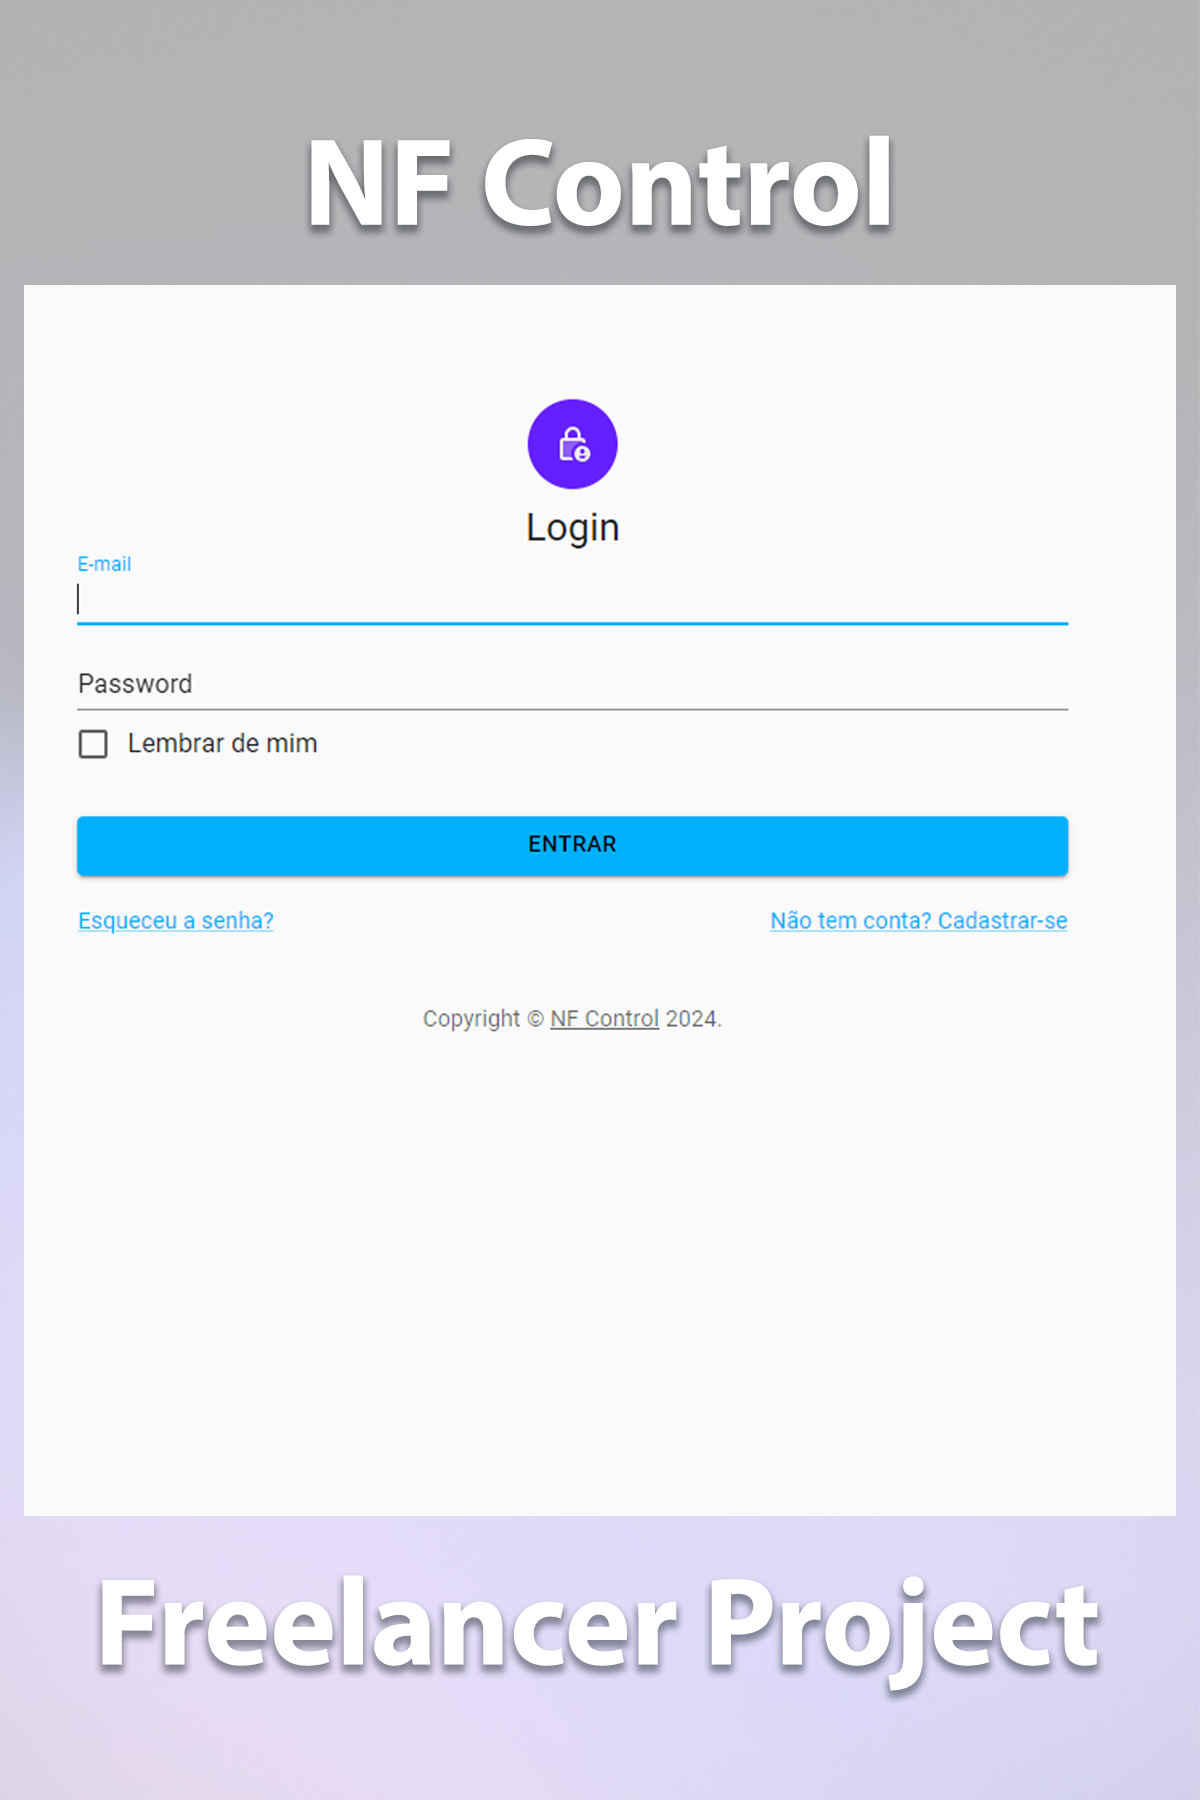 NF Control
Login
E-mail
Password
Lembrar de mim
ENTRAR
Esqueceu a senha? Não tem conta? Cadastrar-se
Copyright © NF Control 2024.
Freelancer Project